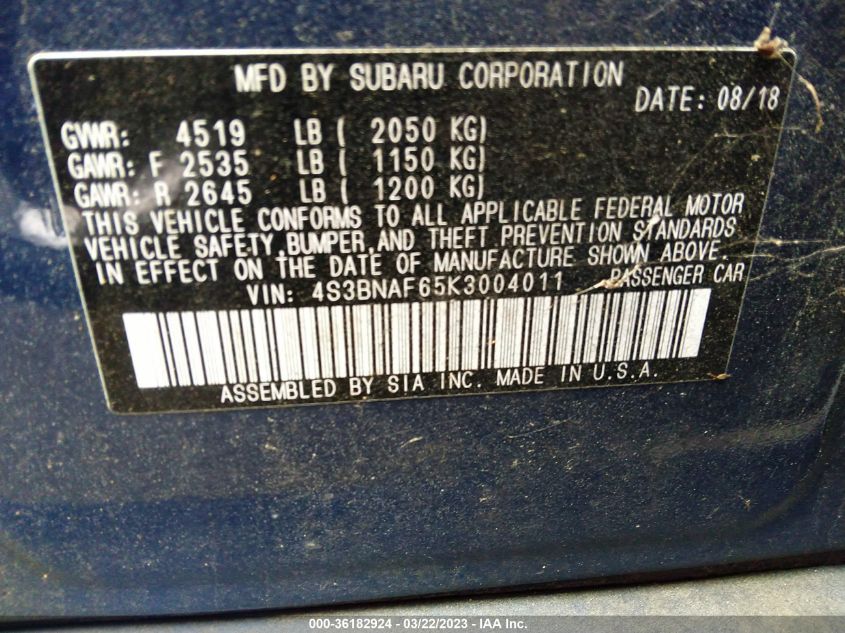 MFD BY SUBARU CORPORATION
DATE: 08/18
GVWR: 4519 LB ( 2050 KG)
GAWR: F 2535 LB ( 1150 KG)
GAWR: R 2645 LB ( 1200 KG)
THIS VEHICLE CONFORMS TO ALL APPLICABLE FEDERAL MOTOR
VEHICLE SAFETY, BUMPER, AND THEFT PREVENTION STANDARDS
IN EFFECT ON THE DATE OF MANUFACTURE SHOWN ABOVE.
VIN: 4S3BNAF65K3004011 PASSENGER CAR
ASSEMBLED BY SIA INC. MADE IN U.S.A.
000-36182924 - 03/22/2023 - IAA Inc.